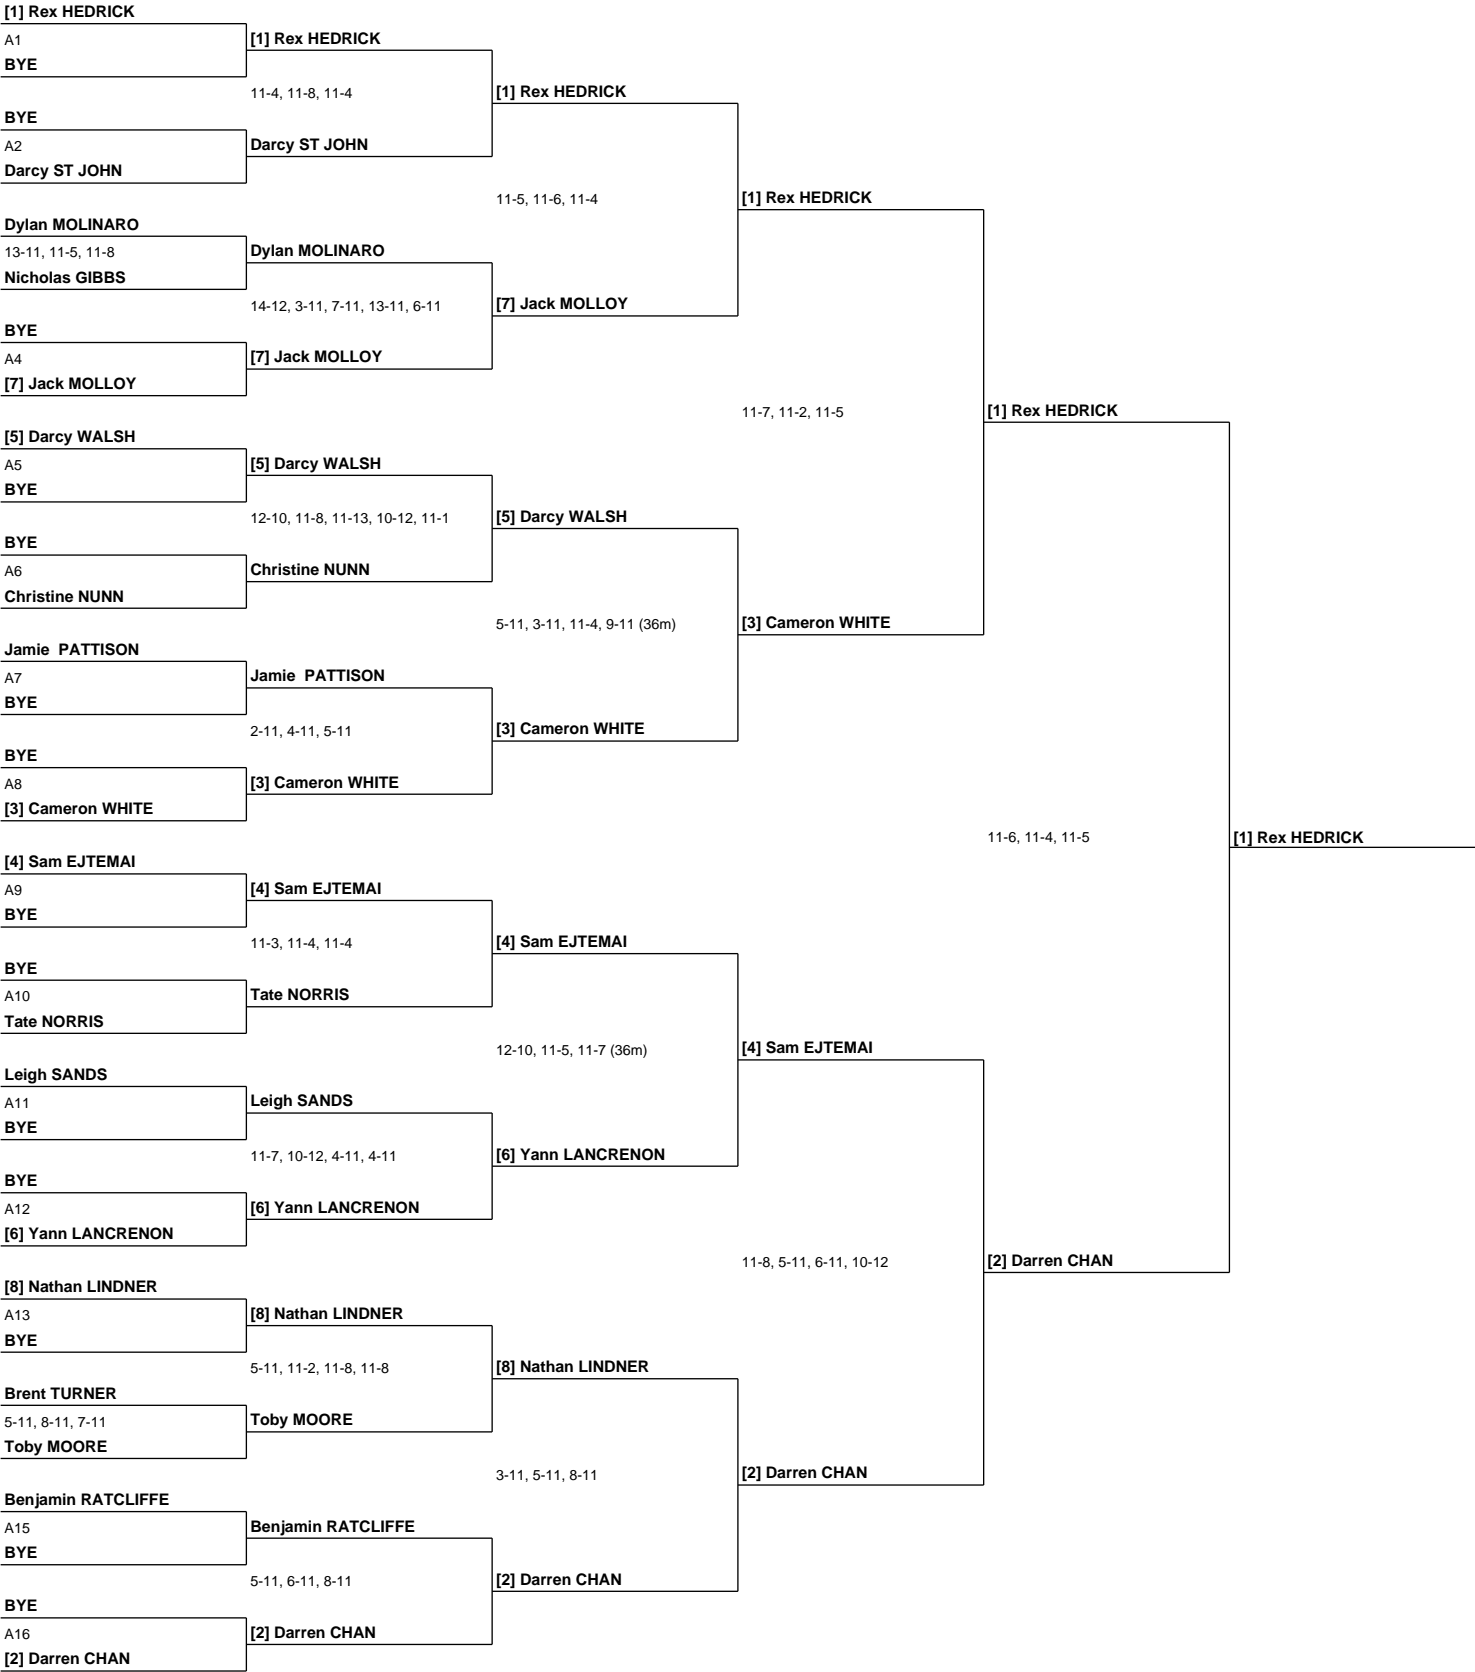 [1] Rex HEDRICK
A1
BYE
BYE
A2
Darcy ST JOHN
Dylan MOLINARO
13-11, 11-5, 11-8
Nicholas GIBBS
BYE
A4
[7] Jack MOLLOY
[5] Darcy WALSH
A5
BYE
BYE
A6
Christine NUNN
Jamie  PATTISON
A7
BYE
BYE
A8
[3] Cameron WHITE
[4] Sam EJTEMAI
A9
BYE
BYE
A10
Tate NORRIS
Leigh SANDS
A11
BYE
BYE
A12
[6] Yann LANCRENON
[8] Nathan LINDNER
A13
BYE
Brent TURNER
5-11, 8-11, 7-11
Toby MOORE
Benjamin RATCLIFFE
A15
BYE
BYE
A16
[2] Darren CHAN
[1] Rex HEDRICK
11-4, 11-8, 11-4
Darcy ST JOHN
Dylan MOLINARO
14-12, 3-11, 7-11, 13-11, 6-11
[7] Jack MOLLOY
[5] Darcy WALSH
12-10, 11-8, 11-13, 10-12, 11-1
Christine NUNN
Jamie  PATTISON
2-11, 4-11, 5-11
[3] Cameron WHITE
[4] Sam EJTEMAI
11-3, 11-4, 11-4
Tate NORRIS
Leigh SANDS
11-7, 10-12, 4-11, 4-11
[6] Yann LANCRENON
[8] Nathan LINDNER
5-11, 11-2, 11-8, 11-8
Toby MOORE
Benjamin RATCLIFFE
5-11, 6-11, 8-11
[2] Darren CHAN
[1] Rex HEDRICK
11-5, 11-6, 11-4
[7] Jack MOLLOY
[5] Darcy WALSH
5-11, 3-11, 11-4, 9-11 (36m)
[3] Cameron WHITE
[4] Sam EJTEMAI
12-10, 11-5, 11-7 (36m)
[6] Yann LANCRENON
[8] Nathan LINDNER
3-11, 5-11, 8-11
[2] Darren CHAN
[1] Rex HEDRICK
11-7, 11-2, 11-5
[3] Cameron WHITE
[4] Sam EJTEMAI
11-8, 5-11, 6-11, 10-12
[2] Darren CHAN
[1] Rex HEDRICK
11-6, 11-4, 11-5
[2] Darren CHAN
[1] Rex HEDRICK